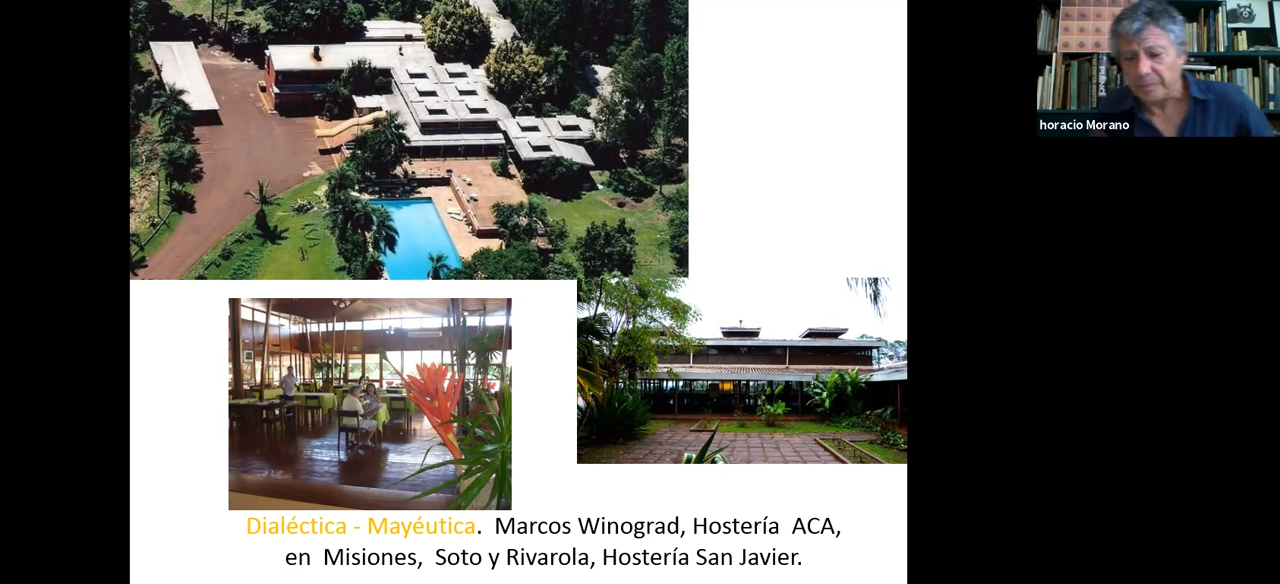 horacio Morano
Dialéctica - Mayéutica.  Marcos Winograd, Hostería  ACA,
en  Misiones,  Soto y Rivarola, Hostería San Javier.